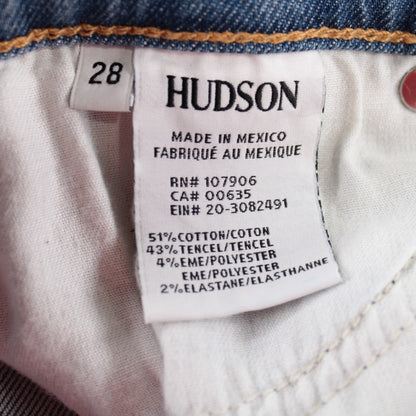 28
HUDSON
MADE IN MEXICO
FABRIQUÉ AU MEXIQUE
RN# 107906
CA# 00635
EIN# 20-3082491
51%COTTON/COTON
43%TENCEL/TENCEL
4%EME/POLYESTER
EME/POLYESTER
2%ELASTANE/ELASTHANNE